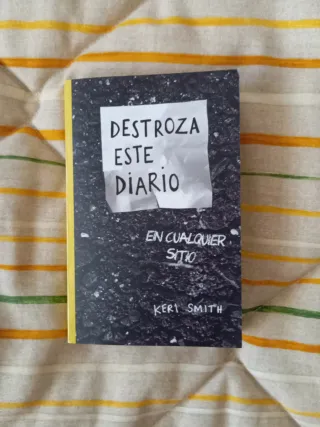 DESTROZA
ESTE
DIARIO
EN CUALQUIER
SITIO
KERI SMITH